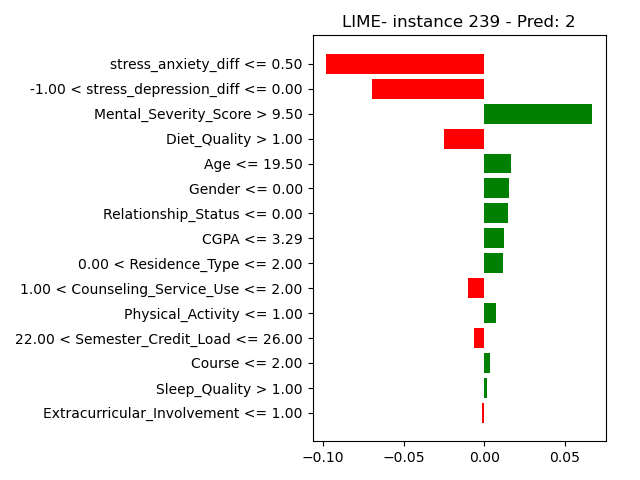 LIME- instance 239 - Pred: 2
stress_anxiety_diff <= 0.50
-1.00 < stress_depression_diff <= 0.00
Mental_Severity_Score > 9.50
Diet_Quality > 1.00
Age <= 19.50
Gender <= 0.00
Relationship_Status <= 0.00
CGPA <= 3.29
0.00 < Residence_Type <= 2.00
1.00 < Counseling_Service_Use <= 2.00
Physical_Activity <= 1.00
22.00 < Semester_Credit_Load <= 26.00
Course <= 2.00
Sleep_Quality > 1.00
Extracurricular_Involvement <= 1.00
−0.10 −0.05 0.00 0.05